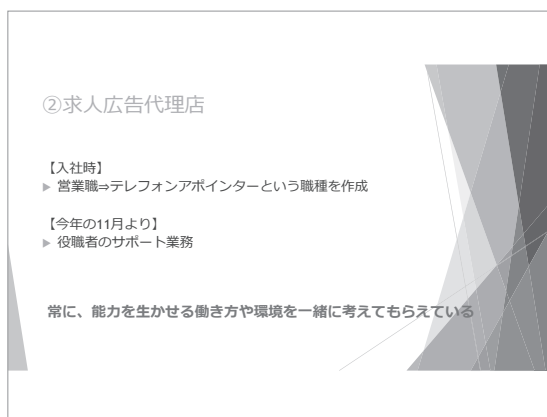 ②求人広告代理店
【入社時】
営業職⇒テレフォンアポインターという職種を作成
【今年の11月より】
役職者のサポート業務
常に、能力を生かせる働き方や環境を一緒に考えてもらえている